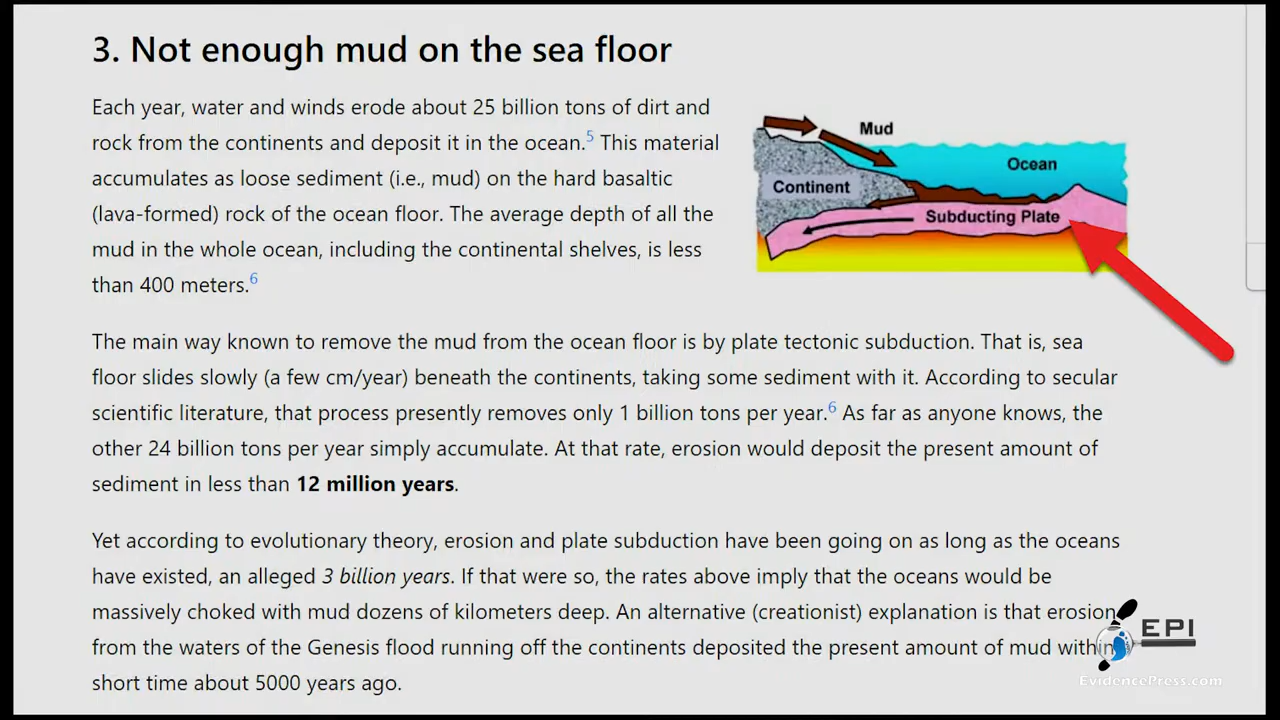 3. Not enough mud on the sea floor
Each year, water and winds erode about 25 billion tons of dirt and
rock from the continents and deposit it in the ocean.5 This material
accumulates as loose sediment (i.e., mud) on the hard basaltic
(lava-formed) rock of the ocean floor. The average depth of all the
mud in the whole ocean, including the continental shelves, is less
than 400 meters.6
Mud
Ocean
Continent
Subducting Plate
The main way known to remove the mud from the ocean floor is by plate tectonic subduction. That is, sea
floor slides slowly (a few cm/year) beneath the continents, taking some sediment with it. According to secular
scientific literature, that process presently removes only 1 billion tons per year.6 As far as anyone knows, the
other 24 billion tons per year simply accumulate. At that rate, erosion would deposit the present amount of
sediment in less than 12 million years.
Yet according to evolutionary theory, erosion and plate subduction have been going on as long as the oceans
have existed, an alleged 3 billion years. If that were so, the rates above imply that the oceans would be
massively choked with mud dozens of kilometers deep. An alternative (creationist) explanation is that erosion
from the waters of the Genesis flood running off the continents deposited the present amount of mud within
short time about 5000 years ago.
EPI
EvidencePress.com